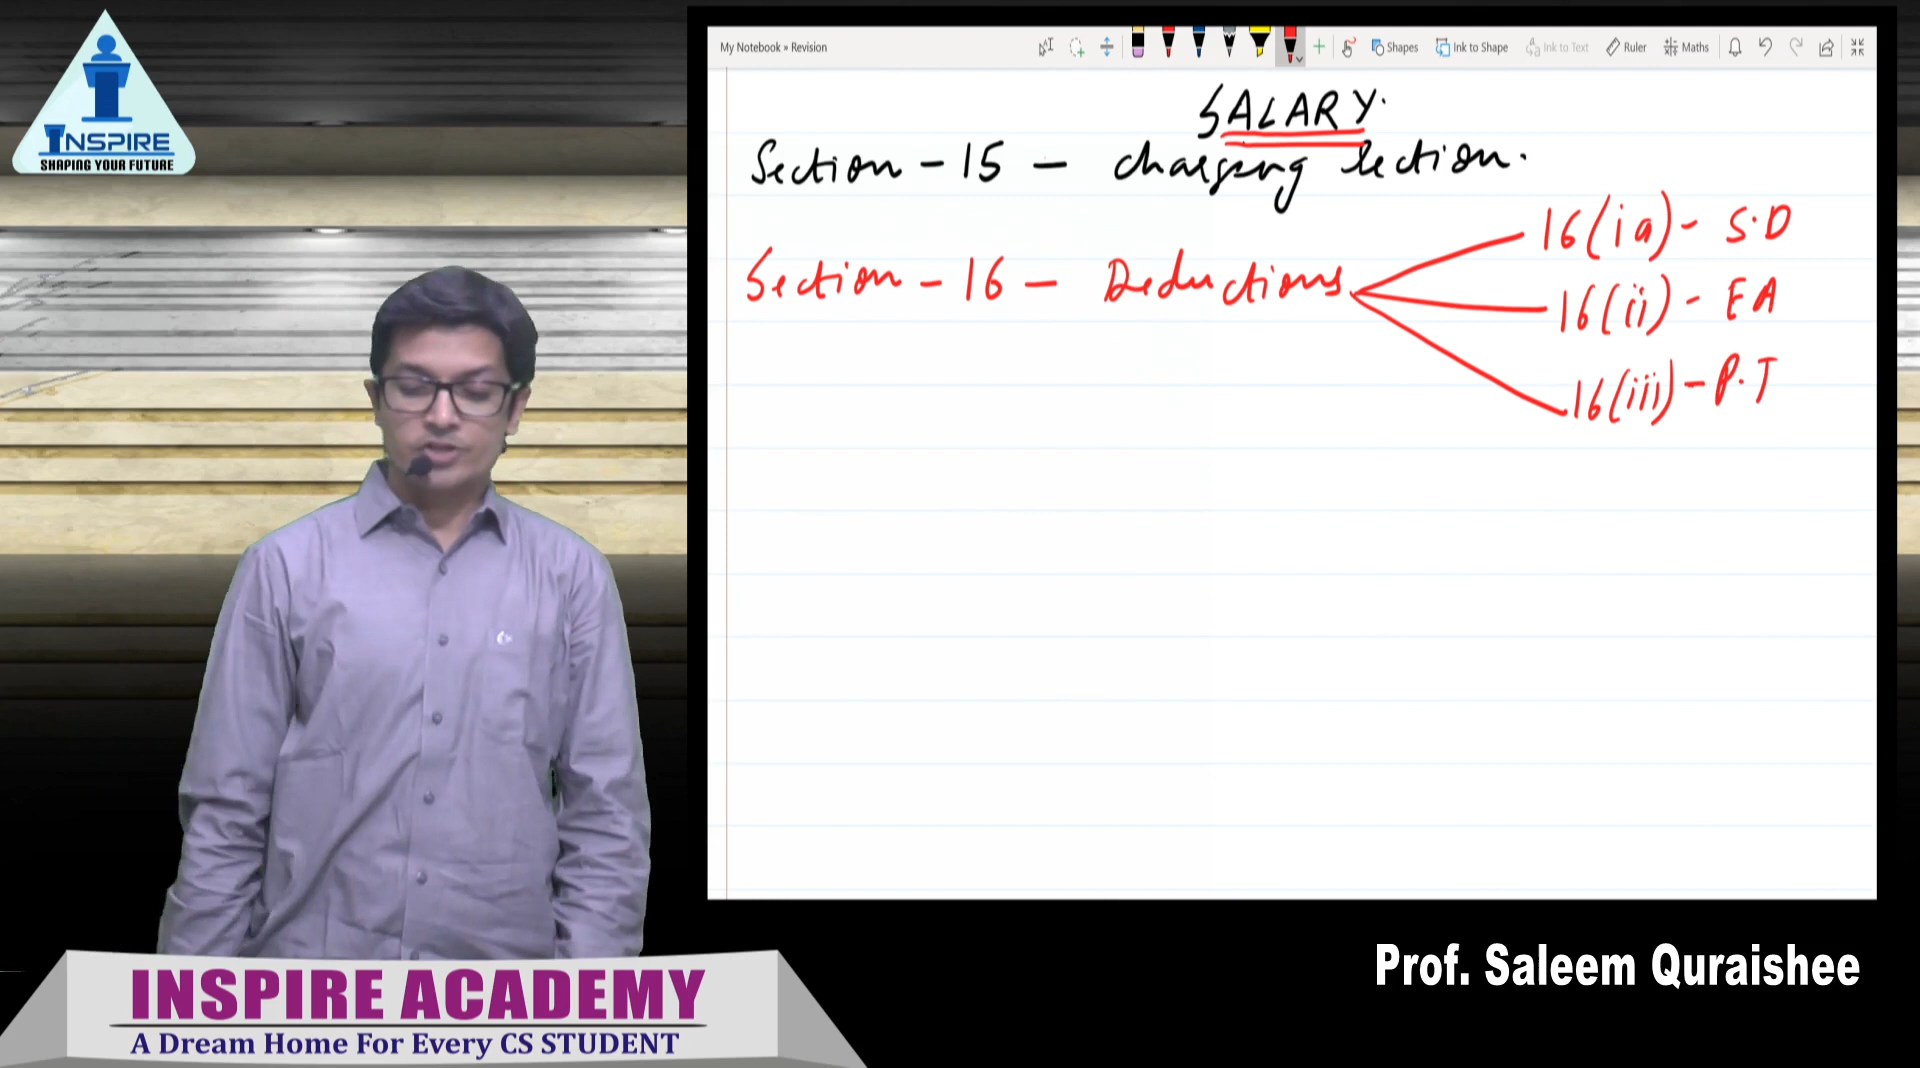 INSPIRE
SHAPING YOUR FUTURE
My Notebook » Revision
Shapes
Ink to Shape
Ink to Text
Ruler
Maths
SALARY.
Section - 15 - charging section.
Section - 16 - Deductions
16(ia) - S.D
16(ii) - EA
16(iii) - P.T
INSPIRE ACADEMY
A Dream Home For Every CS STUDENT
Prof. Saleem Quraishee